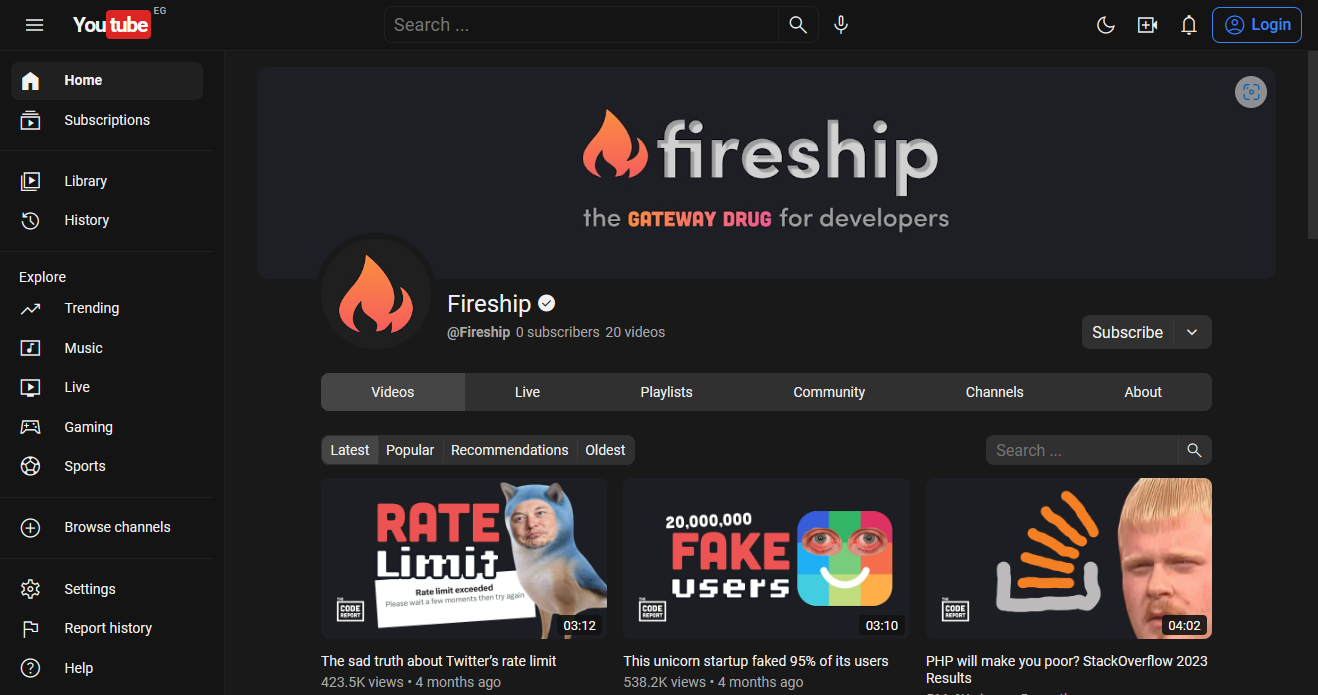 YouTube EG
Search ...
Login
Home
Subscriptions
Library
History
Explore
Trending
Music
Live
Gaming
Sports
Browse channels
Settings
Report history
Help
fireship
the GATEWAY DRUG for developers
Fireship
@Fireship 0 subscribers 20 videos
Subscribe
Videos Live Playlists Community Channels About
Latest Popular Recommendations Oldest
Search ...
RATE
Limit
Rate limit exceeded
Please wait a few moments then try again
THE
CODE
REPORT
03:12
20,000,000
FAKE
users
THE
CODE
REPORT
03:10
THE
CODE
REPORT
04:02
The sad truth about Twitter's rate limit
423.5K views • 4 months ago
This unicorn startup faked 95% of its users
538.2K views • 4 months ago
PHP will make you poor? StackOverflow 2023
Results